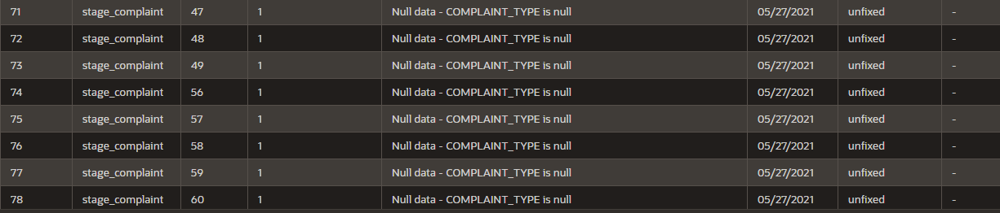 71 stage_complaint 47 1 Null data - COMPLAINT_TYPE is null 05/27/2021 unfixed -
72 stage_complaint 48 1 Null data - COMPLAINT_TYPE is null 05/27/2021 unfixed -
73 stage_complaint 49 1 Null data - COMPLAINT_TYPE is null 05/27/2021 unfixed -
74 stage_complaint 56 1 Null data - COMPLAINT_TYPE is null 05/27/2021 unfixed -
75 stage_complaint 57 1 Null data - COMPLAINT_TYPE is null 05/27/2021 unfixed -
76 stage_complaint 58 1 Null data - COMPLAINT_TYPE is null 05/27/2021 unfixed -
77 stage_complaint 59 1 Null data - COMPLAINT_TYPE is null 05/27/2021 unfixed -
78 stage_complaint 60 1 Null data - COMPLAINT_TYPE is null 05/27/2021 unfixed -